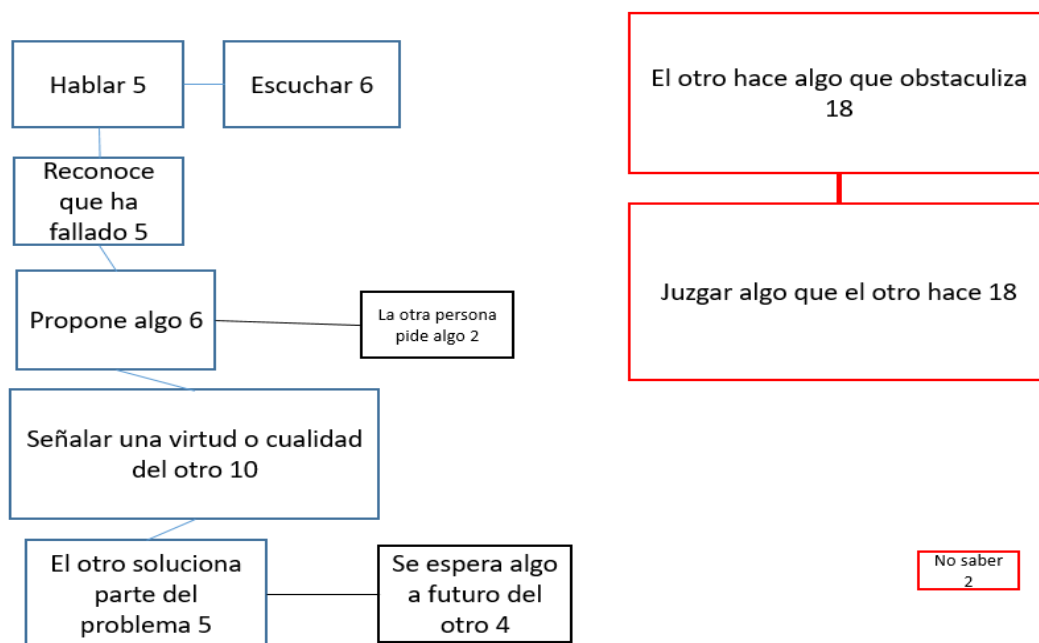 Hablar 5
Escuchar 6
Reconoce
que ha
fallado 5
Propone algo 6
La otra persona
pide algo 2
Señalar una virtud o cualidad
del otro 10
El otro soluciona
parte del
problema 5
Se espera algo
a futuro del
otro 4
El otro hace algo que obstaculiza
18
Juzgar algo que el otro hace 18
No saber
2